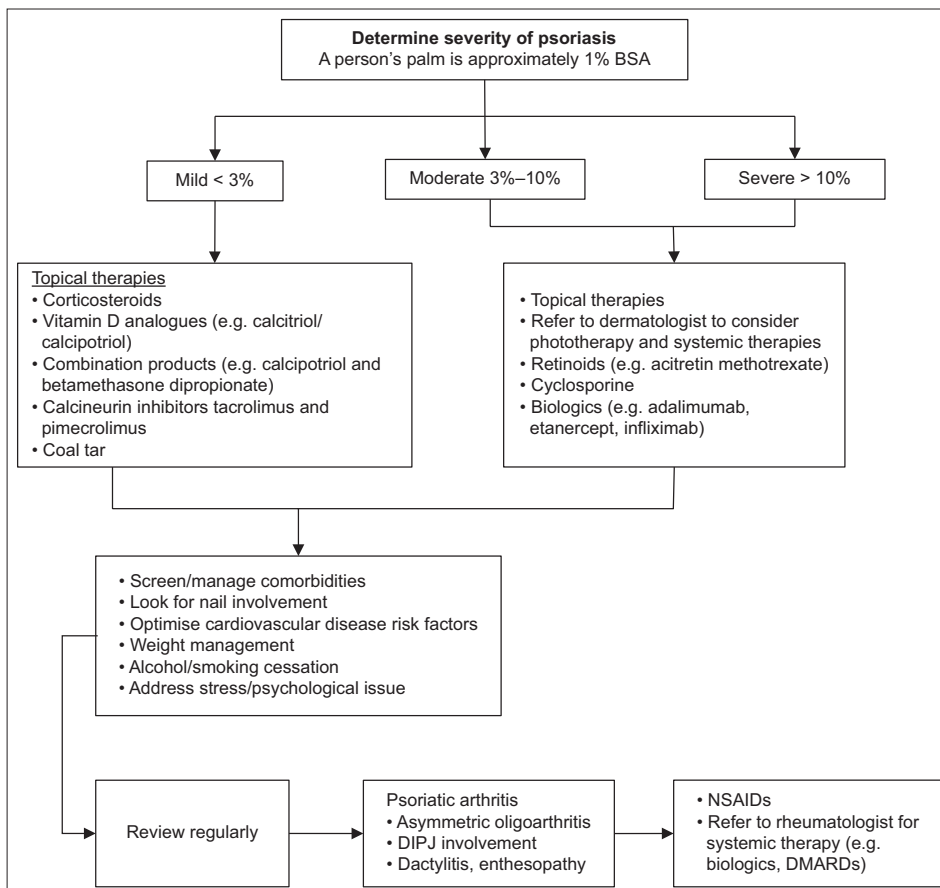 Determine severity of psoriasis
A person's palm is approximately 1% BSA
Mild < 3%
Moderate 3%–10%
Severe > 10%
Topical therapies
• Corticosteroids
• Vitamin D analogues (e.g. calcitriol/
calcipotriol)
• Combination products (e.g. calcipotriol and
betamethasone dipropionate)
• Calcineurin inhibitors tacrolimus and
pimecrolimus
• Coal tar
• Topical therapies
• Refer to dermatologist to consider
phototherapy and systemic therapies
• Retinoids (e.g. acitretin methotrexate)
• Cyclosporine
• Biologics (e.g. adalimumab,
etanercept, infliximab)
• Screen/manage comorbidities
• Look for nail involvement
• Optimise cardiovascular disease risk factors
• Weight management
• Alcohol/smoking cessation
• Address stress/psychological issue
Review regularly
Psoriatic arthritis
• Asymmetric oligoarthritis
• DIPJ involvement
• Dactylitis, enthesopathy
• NSAIDs
• Refer to rheumatologist for
systemic therapy (e.g.
biologics, DMARDs)